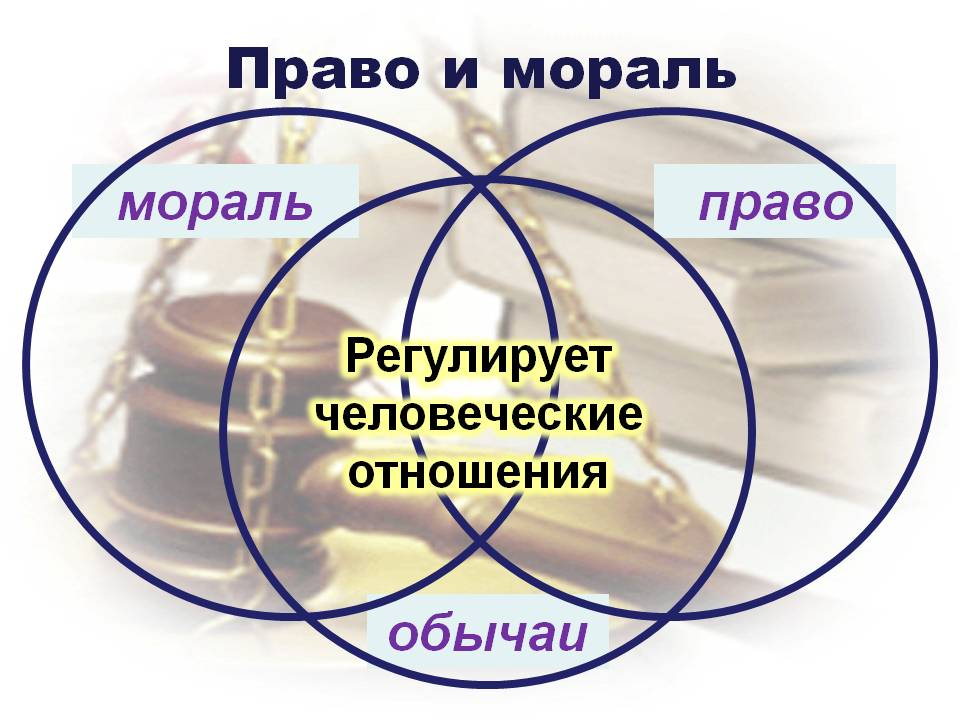 Право и мораль
мораль
право
Регулирует
человеческие
отношения
обычаи